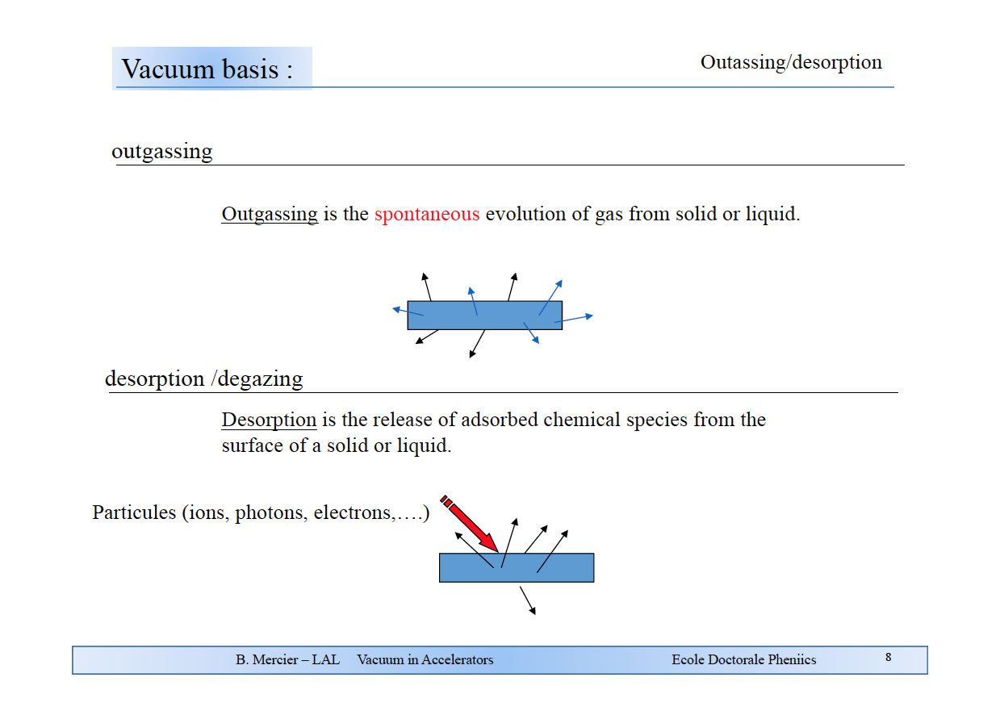 Vacuum basis :
Outassing/desorption
outgassing
Outgassing is the spontaneous evolution of gas from solid or liquid.
desorption /degazing
Desorption is the release of adsorbed chemical species from the
surface of a solid or liquid.
Particules (ions, photons, electrons,….)
B. Mercier – LAL Vacuum in Accelerators Ecole Doctorale Pheniics 8